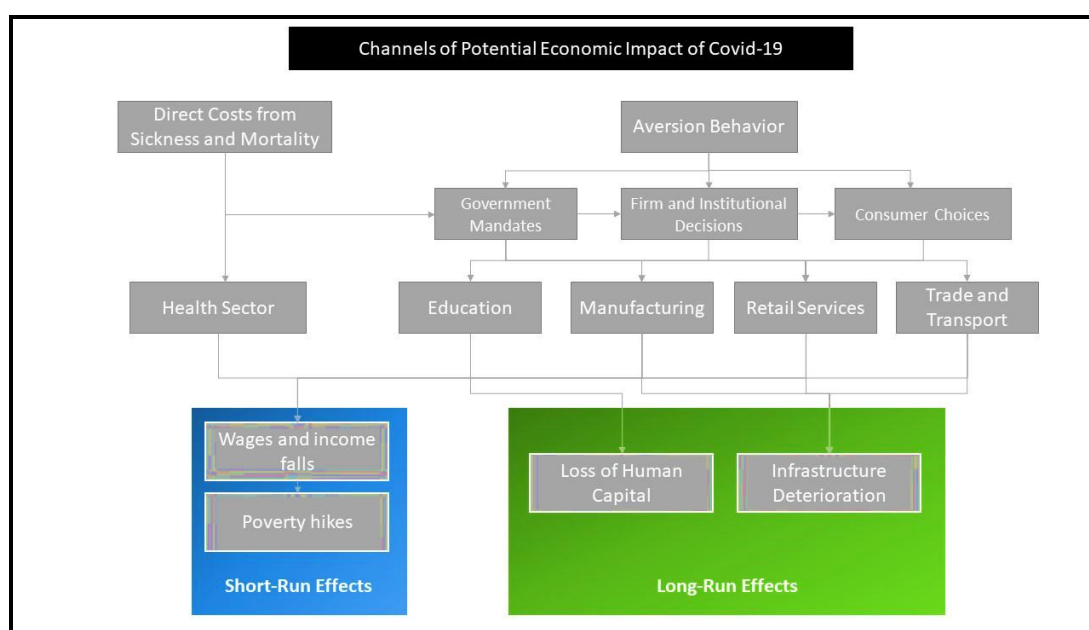 Channels of Potential Economic Impact of Covid-19
Direct Costs from
Sickness and Mortality
Aversion Behavior
Government
Mandates
Firm and Institutional
Decisions
Consumer Choices
Health Sector
Education
Manufacturing
Retail Services
Trade and
Transport
Wages and income
falls
Poverty hikes
Short-Run Effects
Loss of Human
Capital
Infrastructure
Deterioration
Long-Run Effects